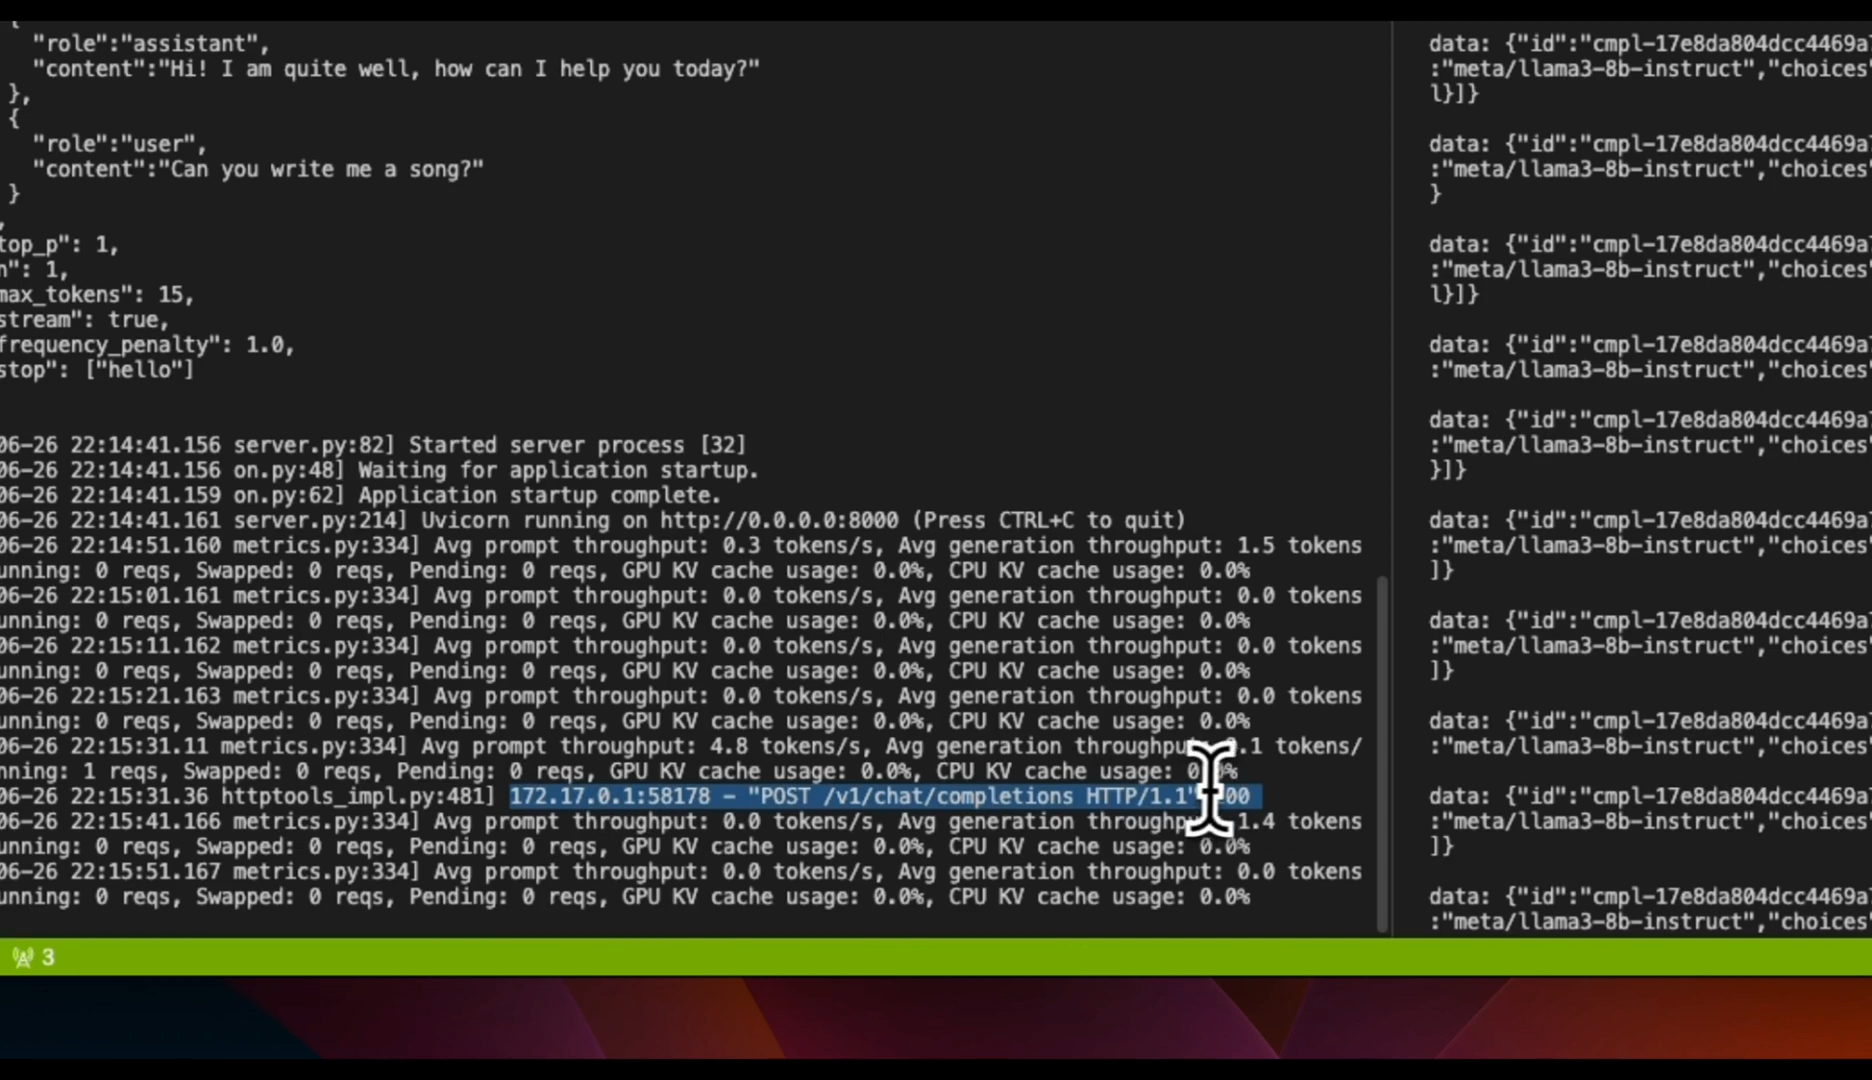 {
"role":"assistant",
"content":"Hi! I am quite well, how can I help you today?"
},
{
"role":"user",
"content":"Can you write me a song?"
}
,
top_p": 1,
n": 1,
max_tokens": 15,
stream": true,
frequency_penalty": 1.0,
stop": ["hello"]
06-26 22:14:41.156 server.py:82] Started server process [32]
06-26 22:14:41.156 on.py:48] Waiting for application startup.
06-26 22:14:41.159 on.py:62] Application startup complete.
06-26 22:14:41.161 server.py:214] Uvicorn running on http://0.0.0.0:8000 (Press CTRL+C to quit)
06-26 22:14:51.160 metrics.py:334] Avg prompt throughput: 0.3 tokens/s, Avg generation throughput: 1.5 tokens
unning: 0 reqs, Swapped: 0 reqs, Pending: 0 reqs, GPU KV cache usage: 0.0%, CPU KV cache usage: 0.0%
06-26 22:15:01.161 metrics.py:334] Avg prompt throughput: 0.0 tokens/s, Avg generation throughput: 0.0 tokens
unning: 0 reqs, Swapped: 0 reqs, Pending: 0 reqs, GPU KV cache usage: 0.0%, CPU KV cache usage: 0.0%
06-26 22:15:11.162 metrics.py:334] Avg prompt throughput: 0.0 tokens/s, Avg generation throughput: 0.0 tokens
unning: 0 reqs, Swapped: 0 reqs, Pending: 0 reqs, GPU KV cache usage: 0.0%, CPU KV cache usage: 0.0%
06-26 22:15:21.163 metrics.py:334] Avg prompt throughput: 0.0 tokens/s, Avg generation throughput: 0.0 tokens
unning: 0 reqs, Swapped: 0 reqs, Pending: 0 reqs, GPU KV cache usage: 0.0%, CPU KV cache usage: 0.0%
06-26 22:15:31.11 metrics.py:334] Avg prompt throughput: 4.8 tokens/s, Avg generation .1 tokens/
nning: 1 reqs, Swapped: 0 reqs, Pending: 0 reqs, GPU KV cache usage: 0.0%, CPU KV cache usage:
06-26 22:15:31.36 httptools_impl.py:481] 172.17.0.1:58178 - "POST /v1/chat/completions HTTP/1.1"
06-26 22:15:41.166 metrics.py:334] Avg prompt throughput: 0.0 tokens/s, Avg generation 1.4 tokens
unning: 0 reqs, Swapped: 0 reqs, Pending: 0 reqs, GPU KV cache usage: 0.0%, CPU KV cache usage: 0.0%
06-26 22:15:51.167 metrics.py:334] Avg prompt throughput: 0.0 tokens/s, Avg generation throughput: 0.0 tokens
unning: 0 reqs, Swapped: 0 reqs, Pending: 0 reqs, GPU KV cache usage: 0.0%, CPU KV cache usage: 0.0%
3
data: {"id":"cmpl-17e8da804dcc4469a
:"meta/llama3-8b-instruct","choices"
l}]}
data: {"id":"cmpl-17e8da804dcc4469a
:"meta/llama3-8b-instruct","choices"
}
data: {"id":"cmpl-17e8da804dcc4469a
:"meta/llama3-8b-instruct","choices"
l}]}
data: {"id":"cmpl-17e8da804dcc4469a
:"meta/llama3-8b-instruct","choices"
data: {"id":"cmpl-17e8da804dcc4469a
:"meta/llama3-8b-instruct","choices"
}]}
data: {"id":"cmpl-17e8da804dcc4469a
:"meta/llama3-8b-instruct","choices"
]}
data: {"id":"cmpl-17e8da804dcc4469a
:"meta/llama3-8b-instruct","choices"
]}
data: {"id":"cmpl-17e8da804dcc4469a
:"meta/llama3-8b-instruct","choices"
data: {"id":"cmpl-17e8da804dcc4469a
:"meta/llama3-8b-instruct","choices"
]}
data: {"id":"cmpl-17e8da804dcc4469a
:"meta/llama3-8b-instruct","choices"